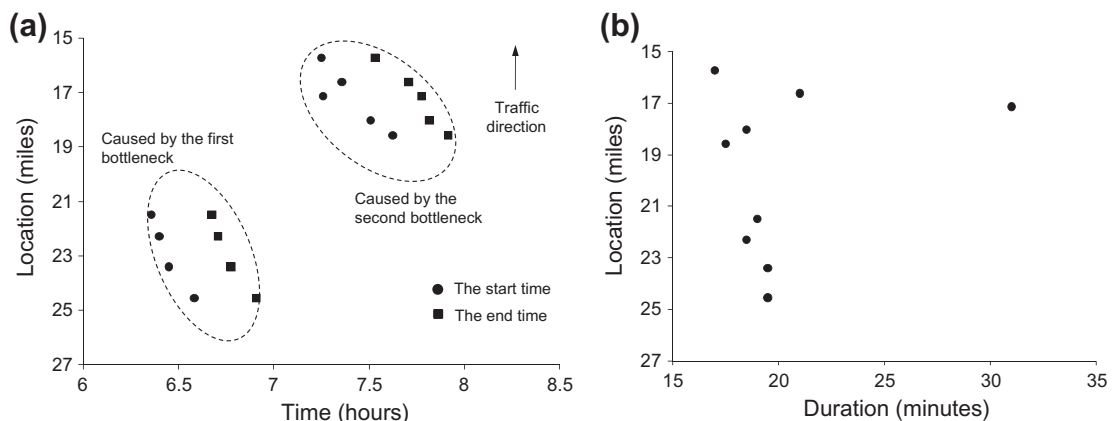 (a)
15
17
19
21
23
25
27
Location (miles)
6
6.5
7
7.5
8
8.5
Time (hours)
Caused by the first
bottleneck
Caused by the
second bottleneck
Traffic
direction
The start time
The end time
(b)
15
17
19
21
23
25
27
Location (miles)
15
20
25
30
35
Duration (minutes)